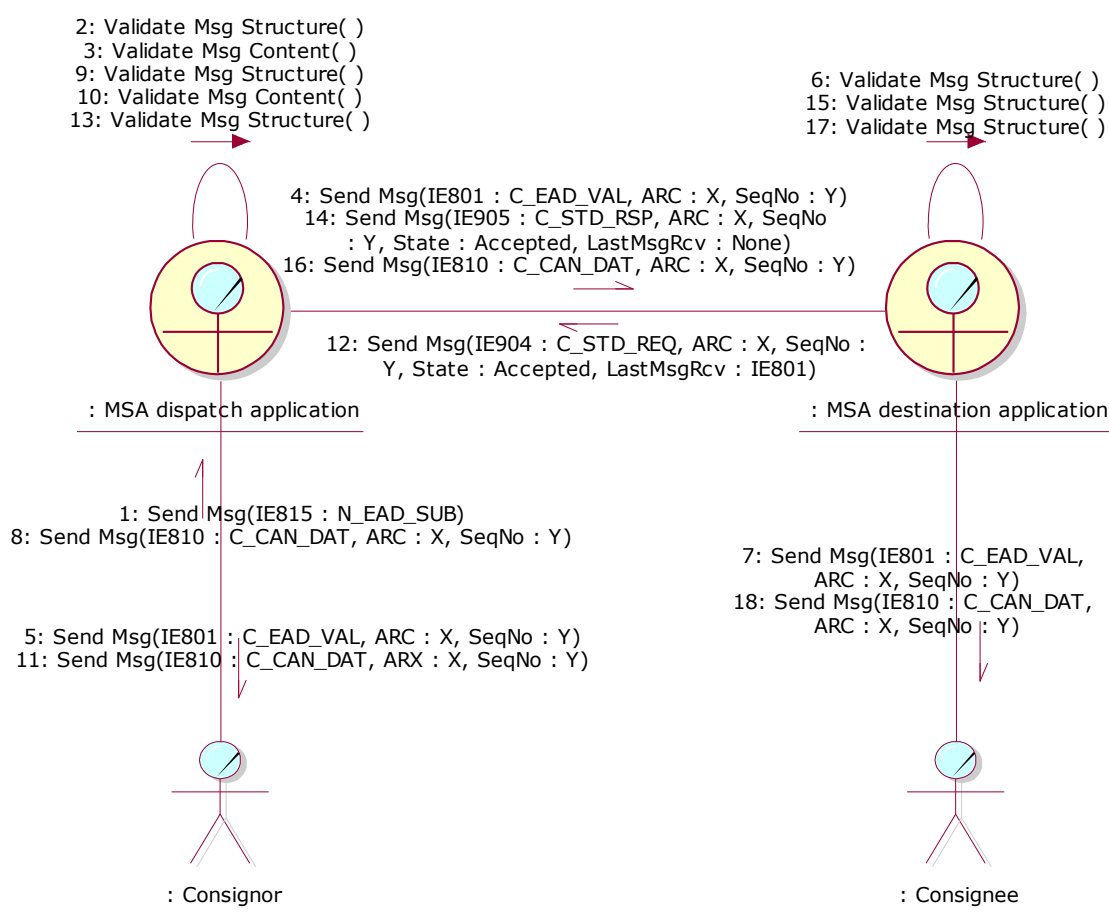 2: Validate Msg Structure( )
3: Validate Msg Content( )
9: Validate Msg Structure( )
10: Validate Msg Content( )
13: Validate Msg Structure( )
6: Validate Msg Structure( )
15: Validate Msg Structure( )
17: Validate Msg Structure( )
4: Send Msg(IE801 : C_EAD_VAL, ARC : X, SeqNo : Y)
14: Send Msg(IE905 : C_STD_RSP, ARC : X, SeqNo
: Y, State : Accepted, LastMsgRcv : None)
16: Send Msg(IE810 : C_CAN_DAT, ARC : X, SeqNo : Y)
12: Send Msg(IE904 : C_STD_REQ, ARC : X, SeqNo :
Y, State : Accepted, LastMsgRcv : IE801)
: MSA dispatch application
: MSA destination application
1: Send Msg(IE815 : N_EAD_SUB)
8: Send Msg(IE810 : C_CAN_DAT, ARC : X, SeqNo : Y)
7: Send Msg(IE801 : C_EAD_VAL,
ARC : X, SeqNo : Y)
18: Send Msg(IE810 : C_CAN_DAT,
ARC : X, SeqNo : Y)
5: Send Msg(IE801 : C_EAD_VAL, ARC : X, SeqNo : Y)
11: Send Msg(IE810 : C_CAN_DAT, ARX : X, SeqNo : Y)
: Consignor
: Consignee